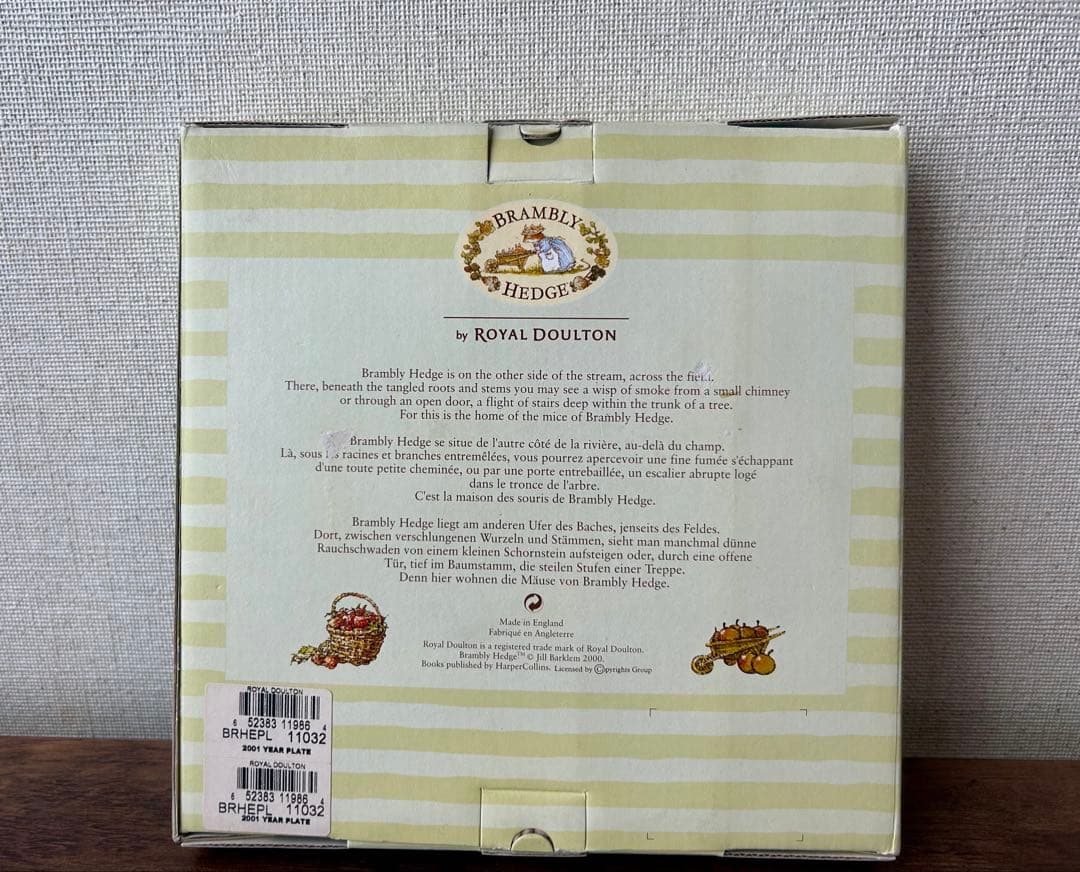 BRAMBLY
HEDGE
by ROYAL DOULTON
Brambly Hedge is on the other side of the stream, across the field.
There, beneath the tangled roots and stems you may see a wisp of smoke from a small chimney
or through an open door, a flight of stairs deep within the trunk of a tree.
For this is the home of the mice of Brambly Hedge.
Brambly Hedge se situe de l'autre côté de la rivière, au-delà du champ.
Là, sous racines et branches entremêlées, vous pourrez apercevoir une fine fumée s'échappant
d'une toute petite cheminée, ou par une porte entrebaillée, un escalier abrupte logé
dans le tronce de l'arbre.
C'est la maison des souris de Brambly Hedge.
Brambly Hedge liegt am anderen Ufer des Baches, jenseits des Feldes.
Dort, zwischen verschlungenen Wurzeln und Stämmen, sieht man manchmal dünne
Rauchschwaden von einem kleinen Schornstein aufsteigen oder, durch eine offene
Tür, tief im Baumstamm, die steilen Stufen einer Treppe.
Denn hier wohnen die Mäuse von Brambly Hedge.
Made in England
Fabriqué en Angleterre
Royal Doulton is a registered trade mark of Royal Doulton.
Brambly Hedge™ © Jill Barklem 2000.
Books published by HarperCollins. Licensed by ©opyrights Group
ROYAL DOULTON
6 52383 11986 4
BRHEPL 11032
2001 YEAR PLATE
ROYAL DOULTON
6 52383 11986 4
BRHEPL 11032
2001 YEAR PLATE